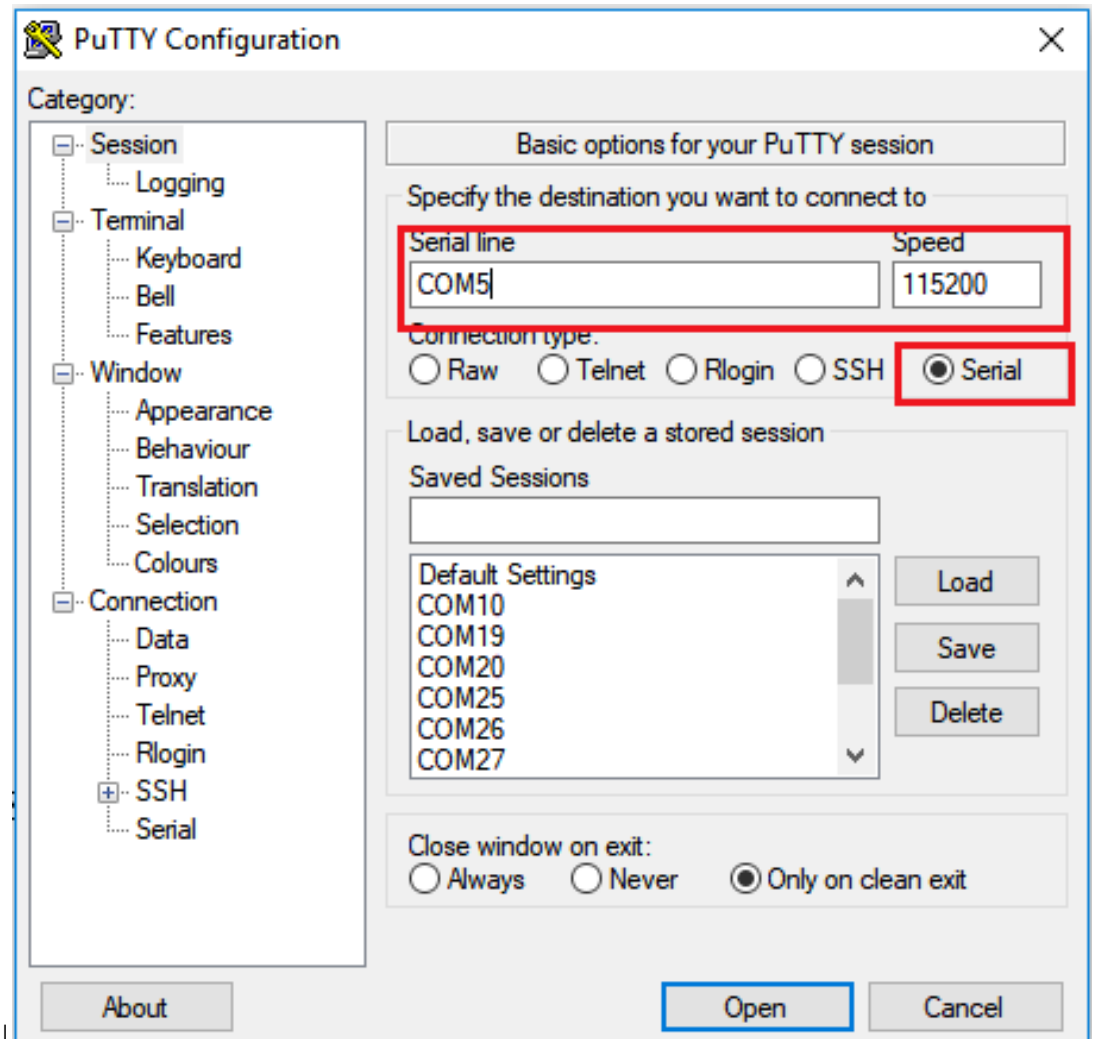 PuTTY Configuration
Category:
Session
Logging
Terminal
Keyboard
Bell
Features
Window
Appearance
Behaviour
Translation
Selection
Colours
Connection
Data
Proxy
Telnet
Rlogin
SSH
Serial
Basic options for your PuTTY session
Specify the destination you want to connect to
Serial line Speed
COM5 115200
Connection type:
Raw Telnet Rlogin SSH Serial
Load, save or delete a stored session
Saved Sessions
Default Settings
COM10
COM19
COM20
COM25
COM26
COM27
Load
Save
Delete
Close window on exit:
Always Never Only on clean exit
About Open Cancel